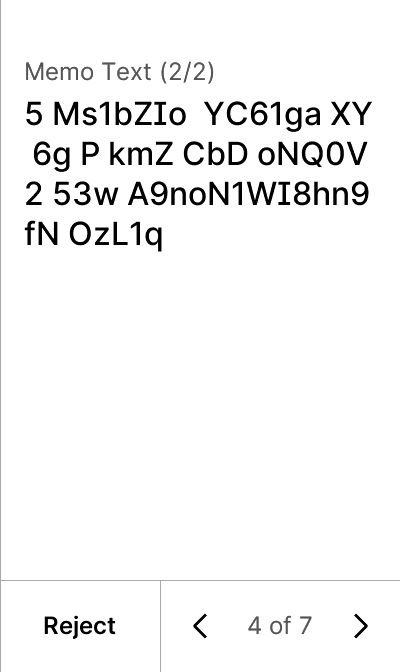 Memo Text (2/2)
5 Ms1bZIo  YC61ga XY
 6g P kmZ CbD oNQ0V
2 53w A9noN1WI8hn9
fN OzL1q
Reject
4 of 7